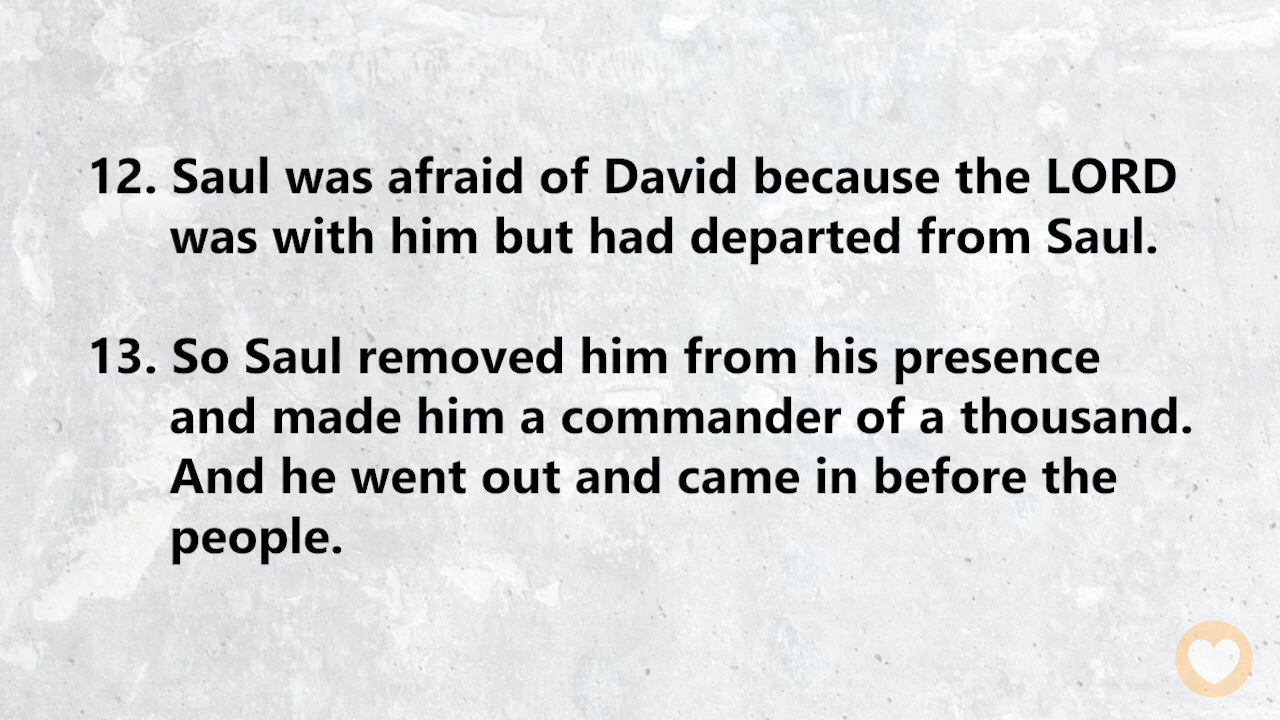 12. Saul was afraid of David because the LORD
was with him but had departed from Saul.
13. So Saul removed him from his presence
and made him a commander of a thousand.
And he went out and came in before the
people.